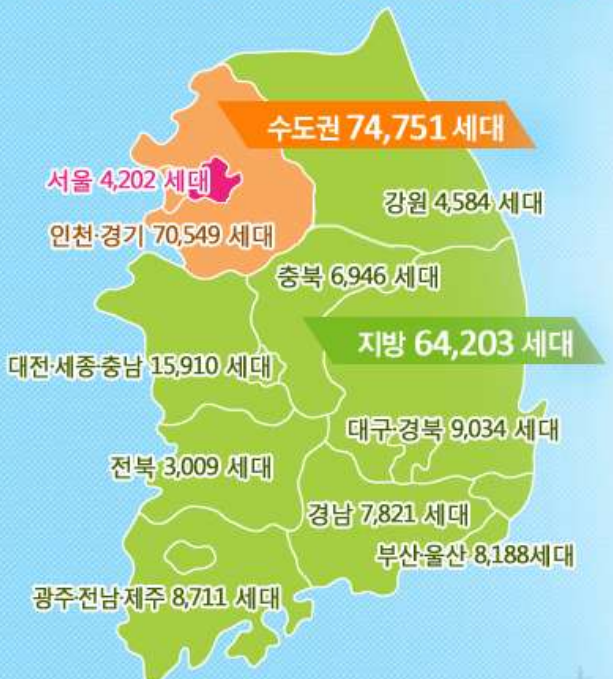 수도권 74,751 세대
서울 4,202 세대
강원 4,584 세대
인천·경기 70,549 세대
충북 6,946 세대
지방 64,203 세대
대전·세종·충남 15,910 세대
대구·경북 9,034 세대
전북 3,009 세대
경남 7,821 세대
부산·울산 8,188세대
광주·전남·제주 8,711 세대